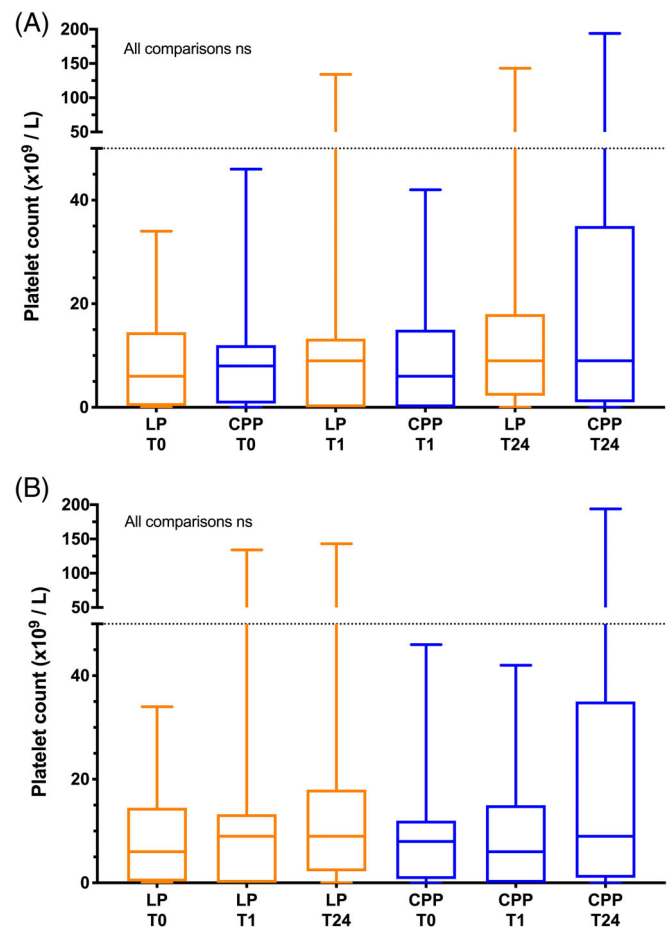 (A)
All comparisons ns
Platelet count (x10⁹ / L)
200
150
100
50
40
20
0
LP CPP LP CPP LP CPP
T0 T0 T1 T1 T24 T24
(B)
All comparisons ns
Platelet count (x10⁹ / L)
200
150
100
50
40
20
0
LP LP LP CPP CPP CPP
T0 T1 T24 T0 T1 T24